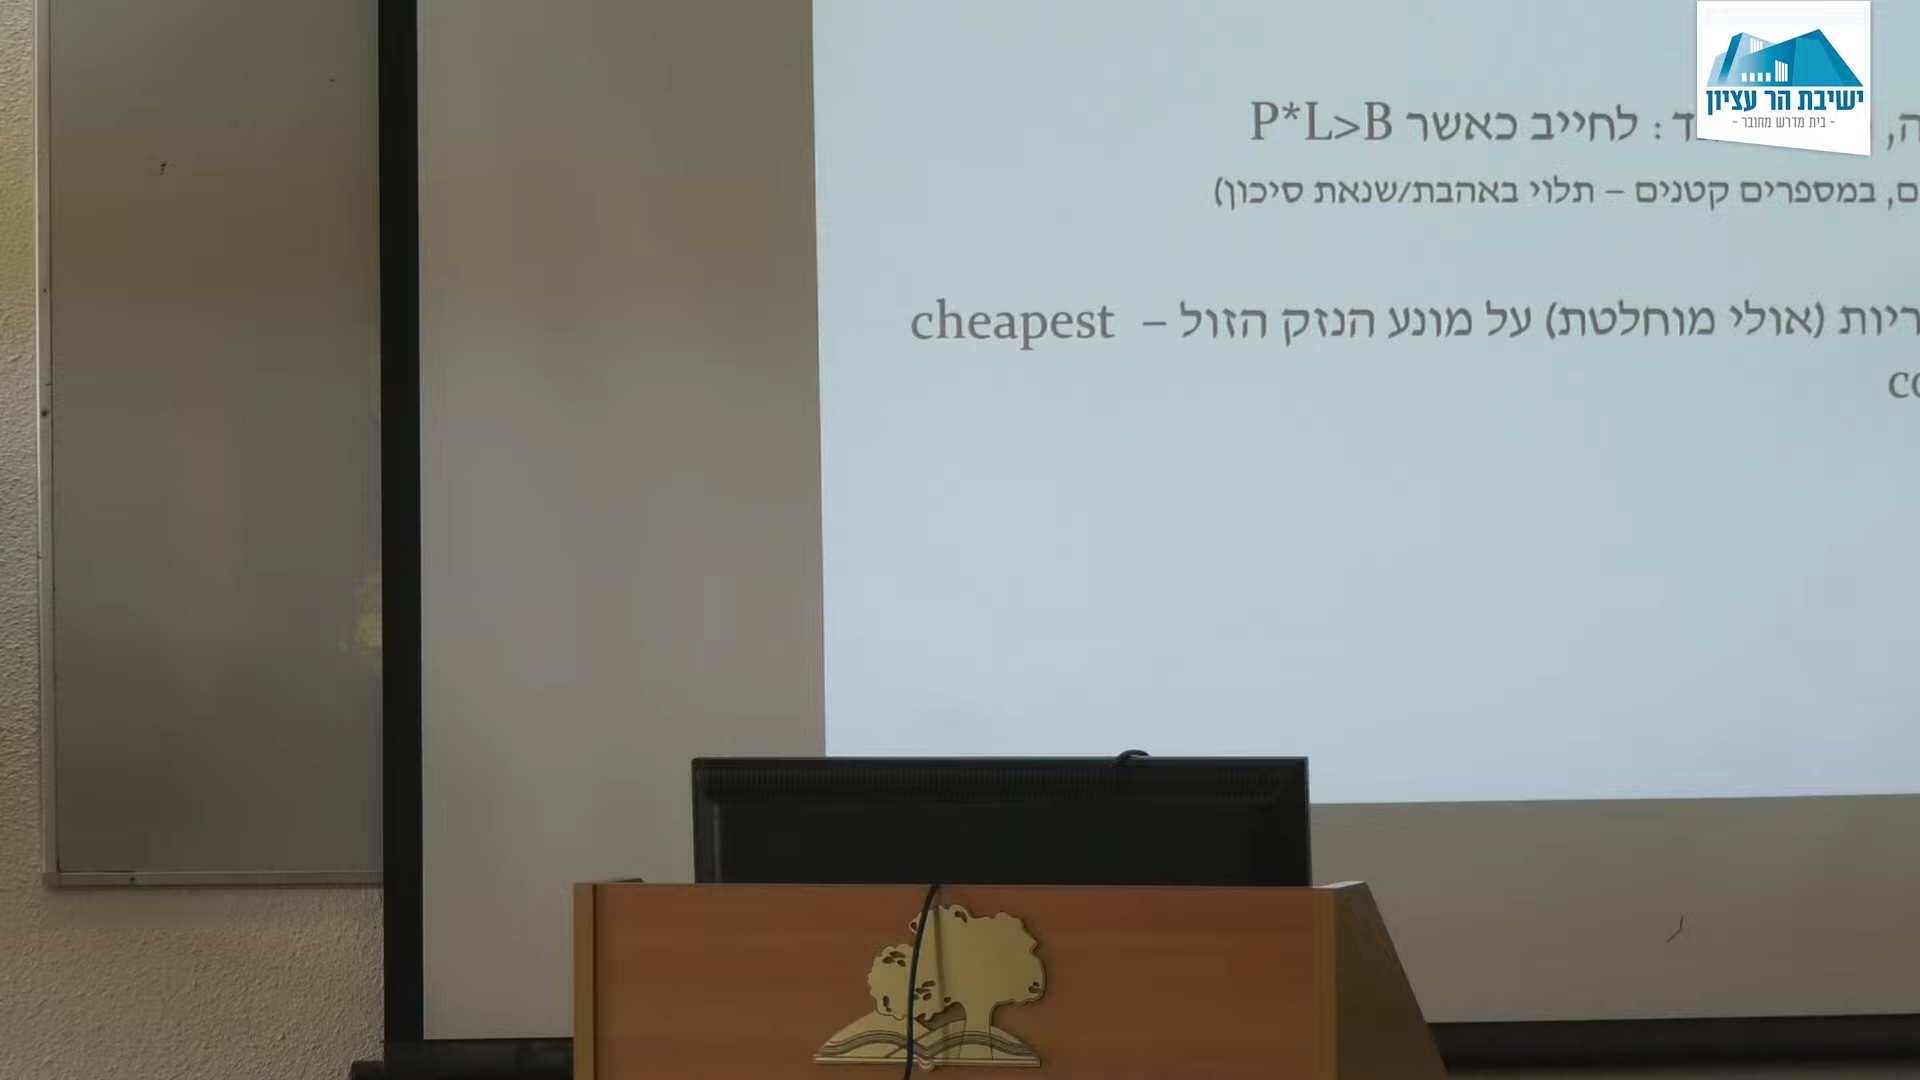 ישיבת הר עציון
- בית מדרש מחובר -
לחייב כאשר P*L>B
במספרים קטנים – תלוי באהבת/שנאת סיכון)
(אולי מוחלטת) על מונע הנזק הזול – cheapest